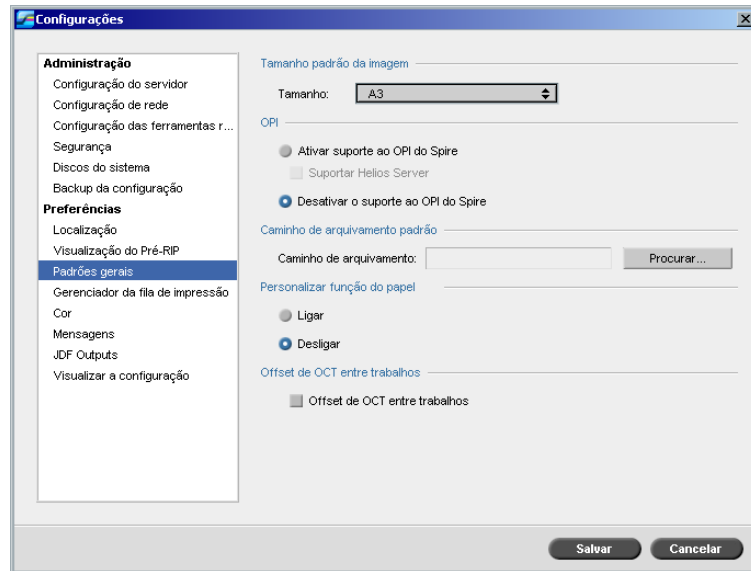 Configurações
Administração
Configuração do servidor
Configuração de rede
Configuração das ferramentas r...
Segurança
Discos do sistema
Backup da configuração
Preferências
Localização
Visualização do Pré-RIP
Padrões gerais
Gerenciador da fila de impressão
Cor
Mensagens
JDF Outputs
Visualizar a configuração
Tamanho padrão da imagem
Tamanho: A3
OPI
Ativar suporte ao OPI do Spire
Suportar Helios Server
Desativar o suporte ao OPI do Spire
Caminho de arquivamento padrão
Caminho de arquivamento: Procurar...
Personalizar função do papel
Ligar
Desligar
Offset de OCT entre trabalhos
Offset de OCT entre trabalhos
Salvar Cancelar